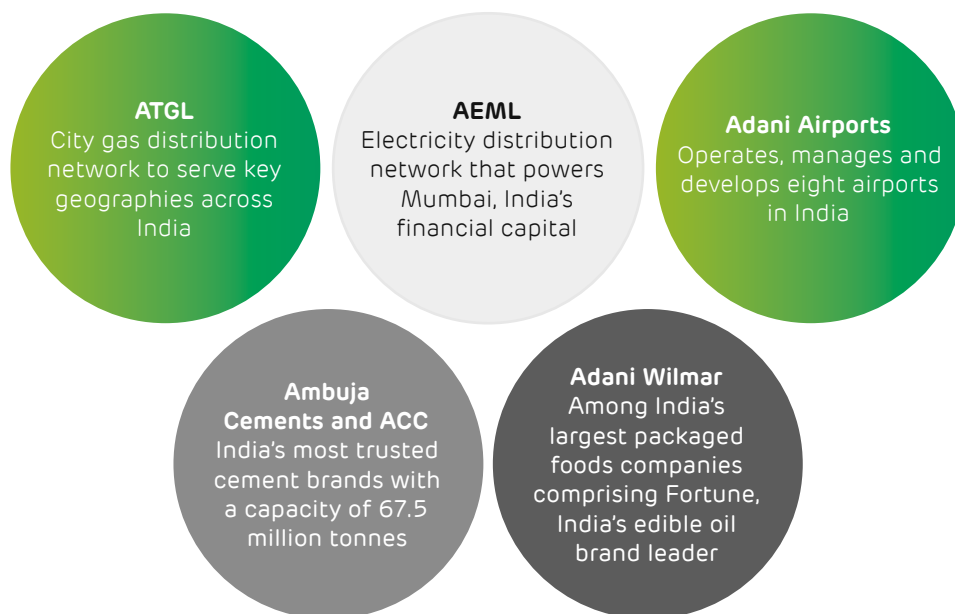 ATGL
City gas distribution
network to serve key
geographies across
India
AEML
Electricity distribution
network that powers
Mumbai, India’s
financial capital
Adani Airports
Operates, manages and
develops eight airports
in India
Ambuja
Cements and ACC
India’s most trusted
cement brands with
a capacity of 67.5
million tonnes
Adani Wilmar
Among India’s
largest packaged
foods companies
comprising Fortune,
India’s edible oil
brand leader